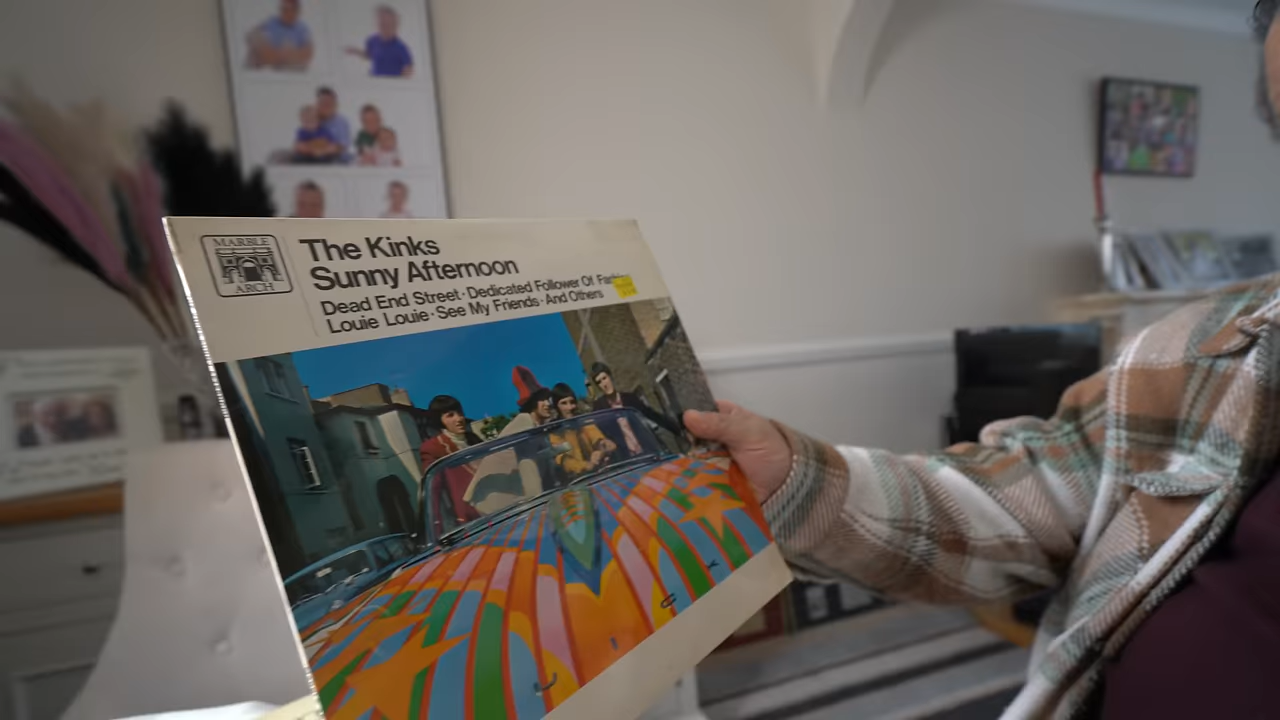 MARBLE
ARCH
The Kinks
Sunny Afternoon
Dead End Street · Dedicated Follower Of
Louie Louie · See My Friends · And Others